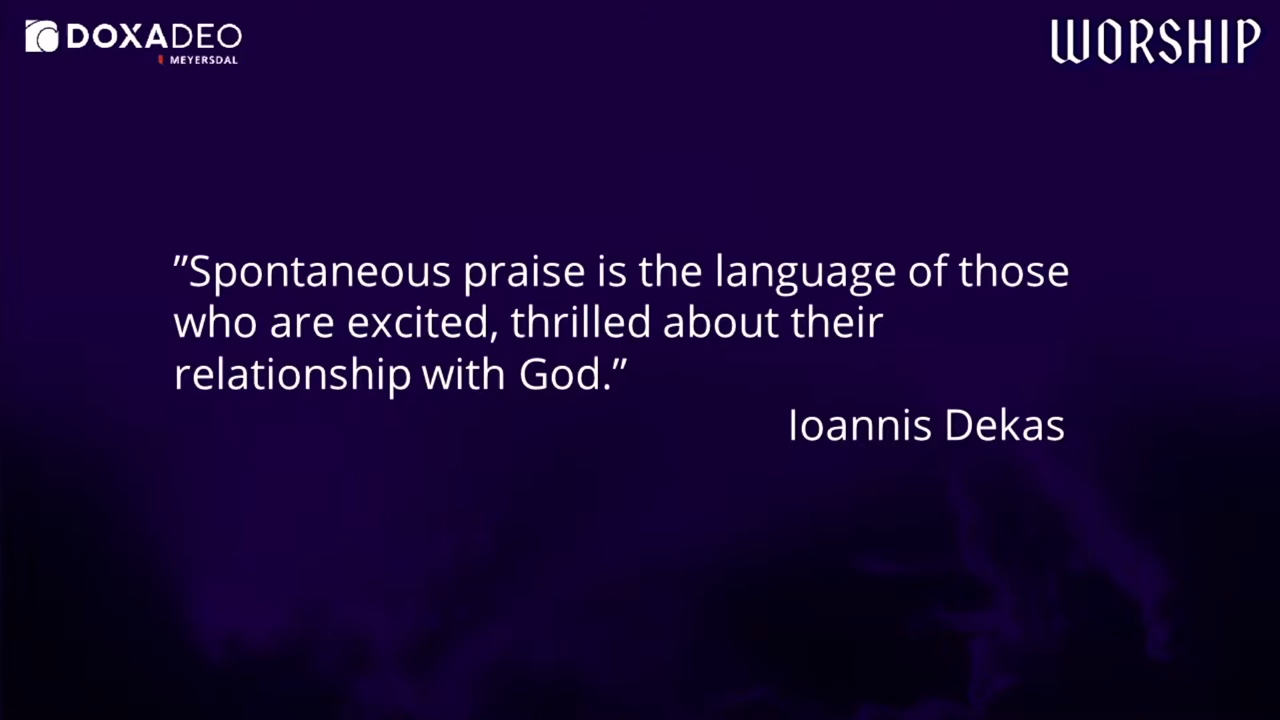 DOXADEO
MEYERSDAL
WORSHIP
”Spontaneous praise is the language of those
who are excited, thrilled about their
relationship with God.”
Ioannis Dekas